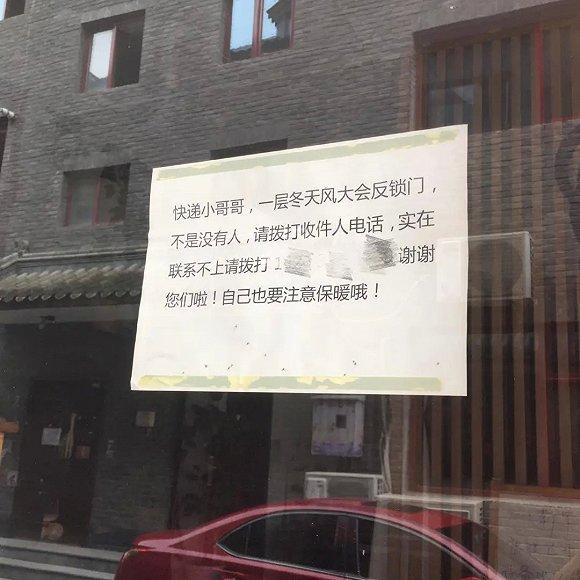 快递小哥哥，一层冬天风大会反锁门，
不是没有人，请拨打收件人电话，实在
联系不上请拨打 1 谢谢
您们啦！自己也要注意保暖哦！